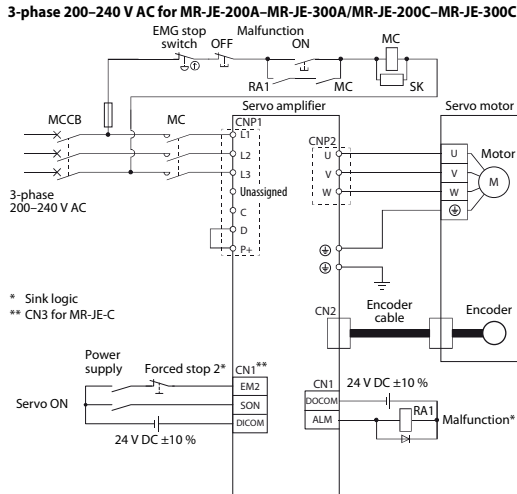 3-phase 200–240 V AC for MR-JE-200A–MR-JE-300A/MR-JE-200C–MR-JE-300C
EMG stop switch
OFF
Malfunction
ON
MC
RA1
MC
SK
MCCB
MC
Servo amplifier
Servo motor
CNP1
L1
L2
L3
Unassigned
C
D
P+
CNP2
U
V
W
U
V
W
Motor
M
3-phase
200–240 V AC
* Sink logic
** CN3 for MR-JE-C
CN2
Encoder cable
Encoder
Power supply
Forced stop 2*
CN1**
EM2
SON
DICOM
Servo ON
24 V DC ±10 %
CN1
24 V DC ±10 %
DOCOM
ALM
RA1
Malfunction*